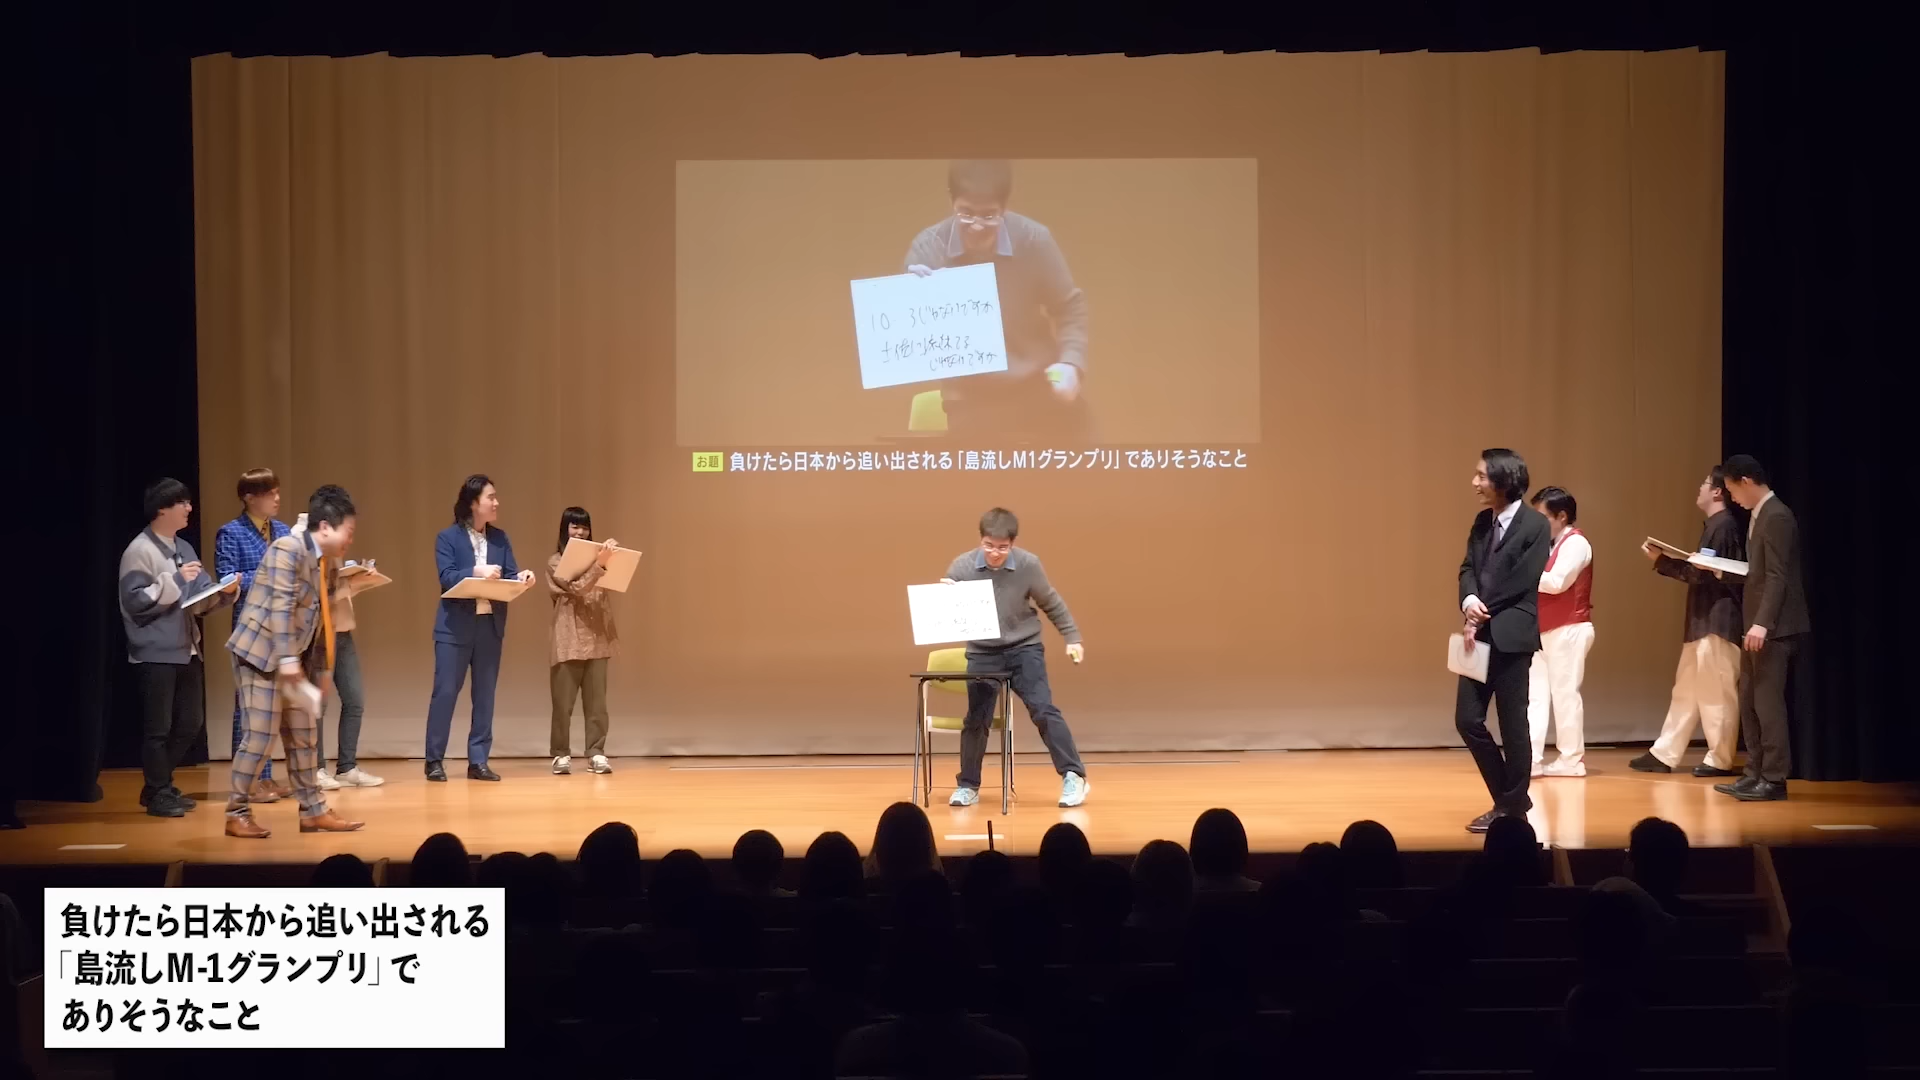 お題 負けたら日本から追い出される「島流しM1グランプリ」でありそうなこと
負けたら日本から追い出される
「島流しM-1グランプリ」で
ありそうなこと